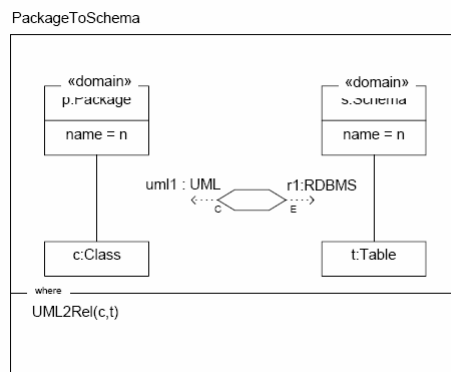 PackageToSchema
«domain»
p:Package
name = n
«domain»
s:Schema
name = n
uml1 : UML
r1:RDBMS
C
E
c:Class
t:Table
where
UML2Rel(c,t)